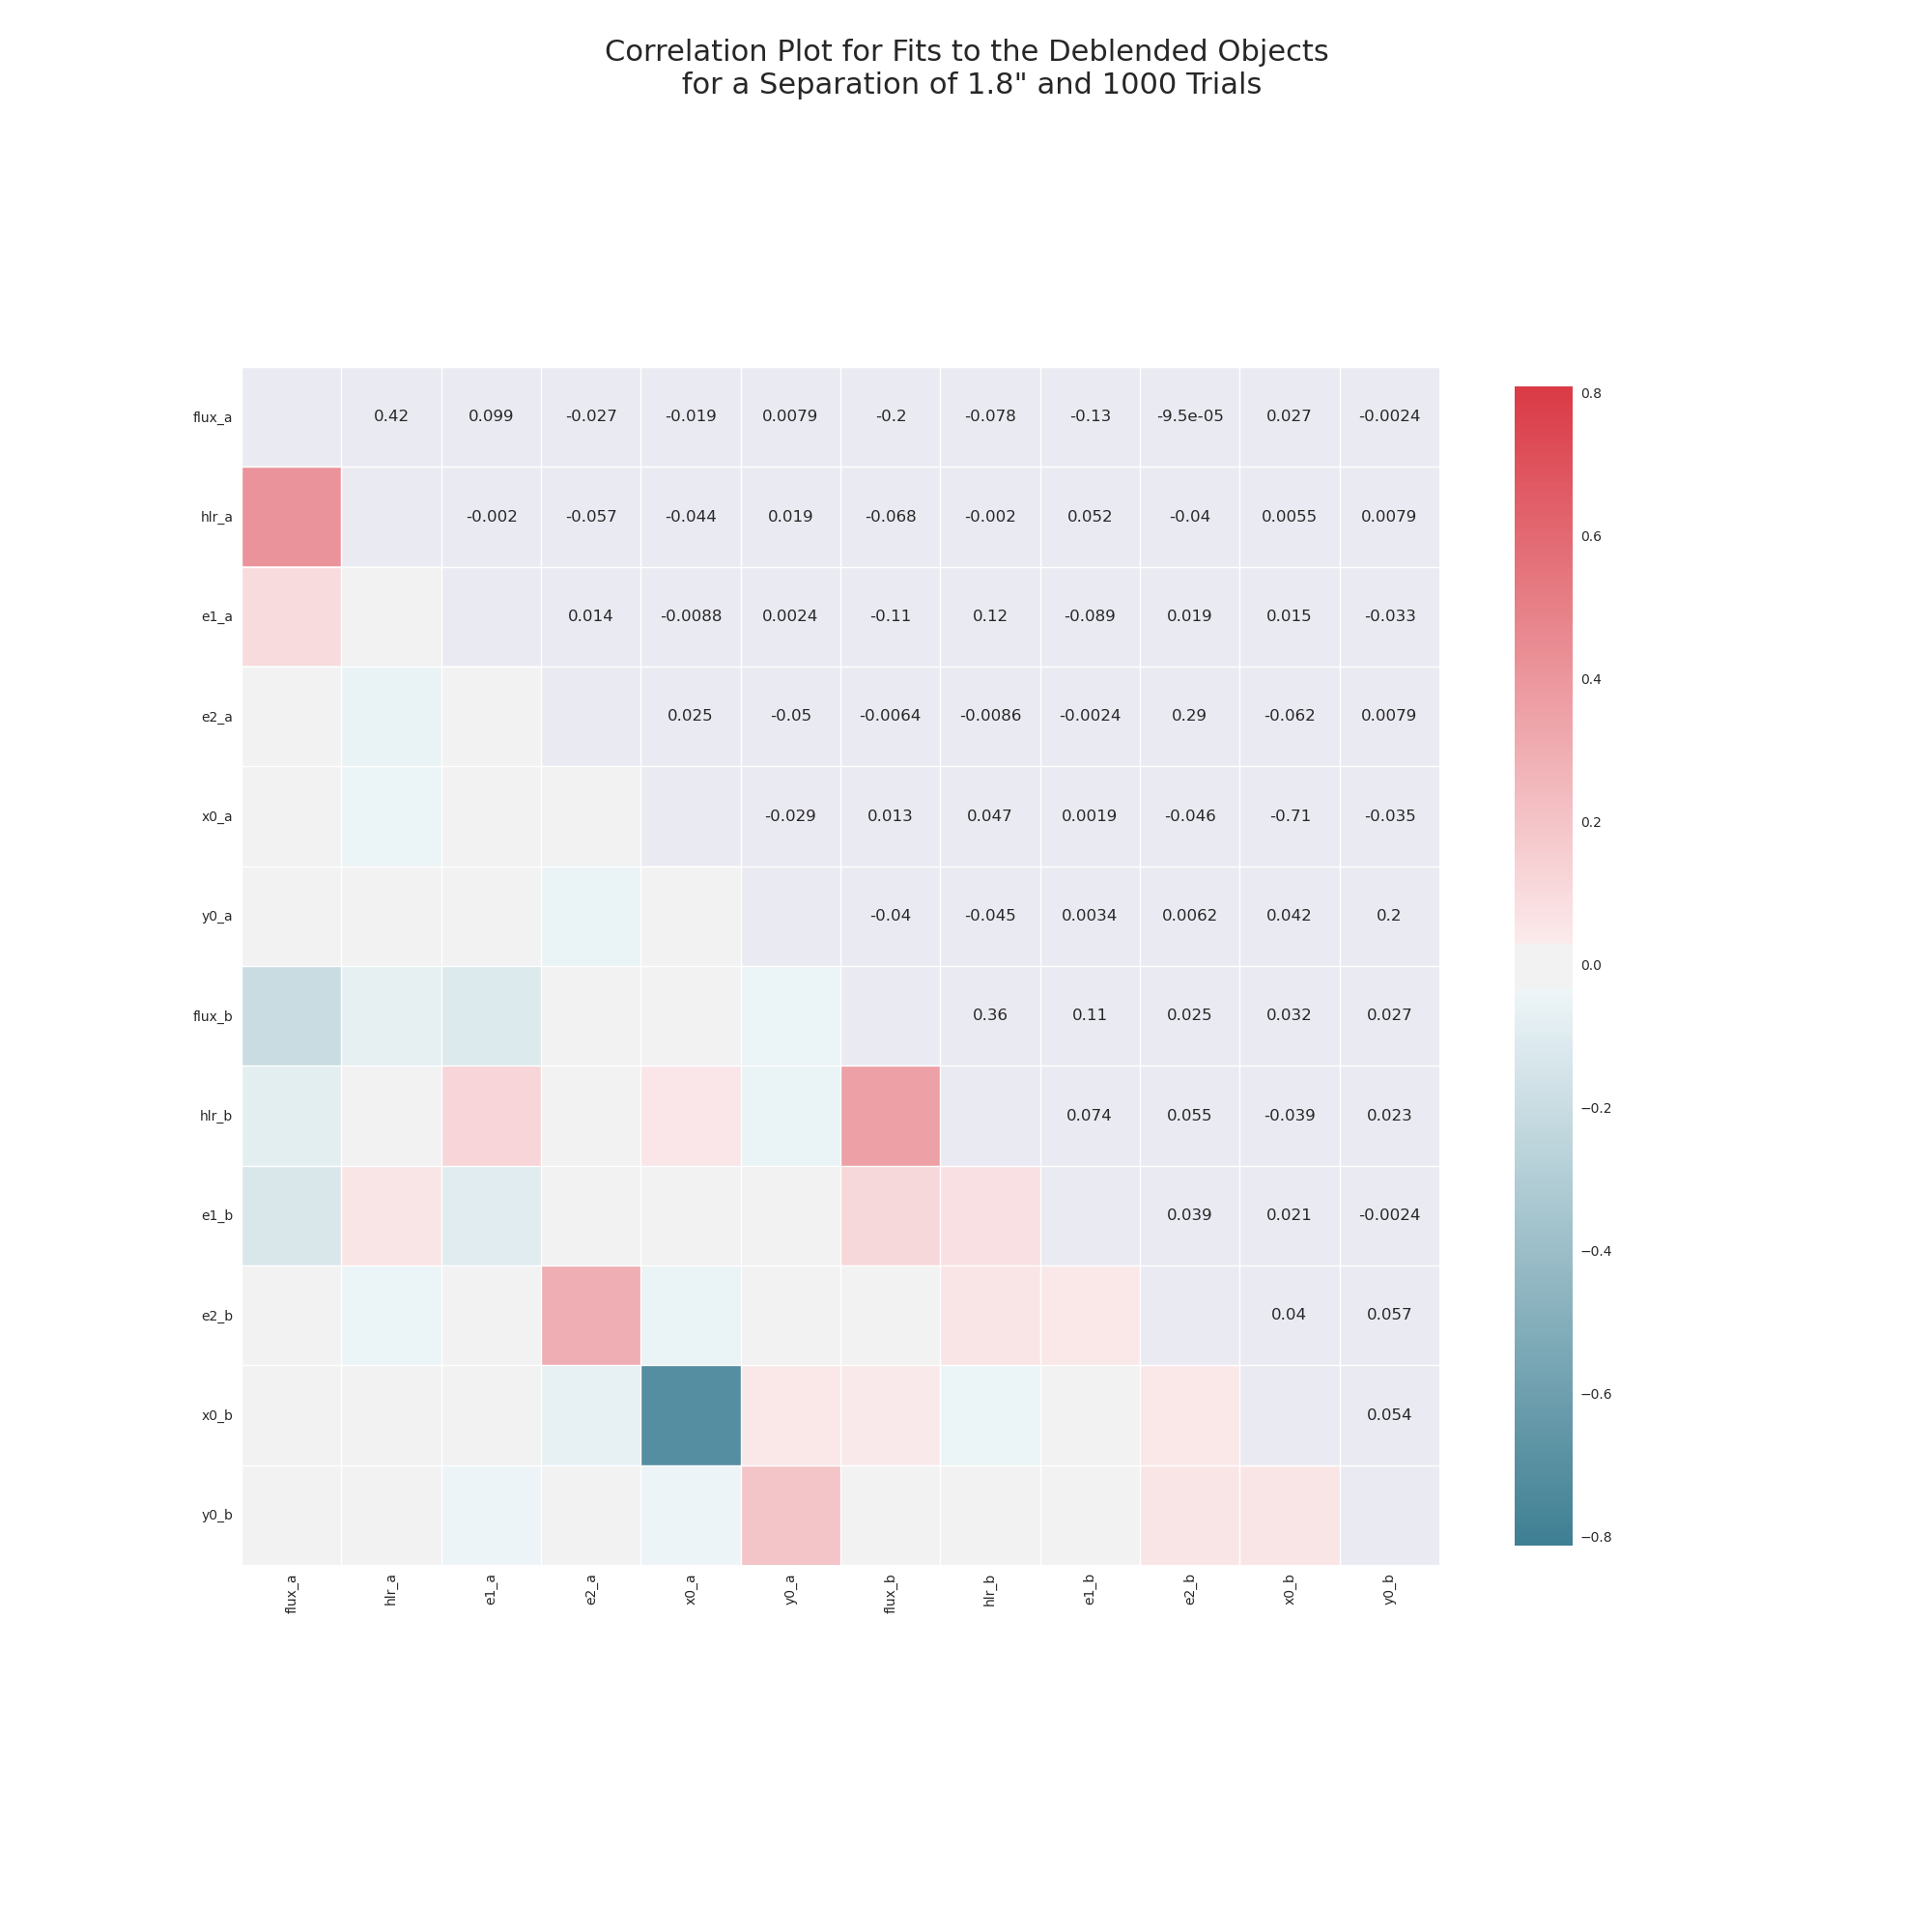 Correlation Plot for Fits to the Deblended Objects
for a Separation of 1.8" and 1000 Trials
flux_a 0.42 0.099 -0.027 -0.019 0.0079 -0.2 -0.078 -0.13 -9.5e-05 0.027 -0.0024
hlr_a -0.002 -0.057 -0.044 0.019 -0.068 -0.002 0.052 -0.04 0.0055 0.0079
e1_a 0.014 -0.0088 0.0024 -0.11 0.12 -0.089 0.019 0.015 -0.033
e2_a 0.025 -0.05 -0.0064 -0.0086 -0.0024 0.29 -0.062 0.0079
x0_a -0.029 0.013 0.047 0.0019 -0.046 -0.71 -0.035
y0_a -0.04 -0.045 0.0034 0.0062 0.042 0.2
flux_b 0.36 0.11 0.025 0.032 0.027
hlr_b 0.074 0.055 -0.039 0.023
e1_b 0.039 0.021 -0.0024
e2_b 0.04 0.057
x0_b 0.054
y0_b
flux_a hlr_a e1_a e2_a x0_a y0_a flux_b hlr_b e1_b e2_b x0_b y0_b
0.8
0.6
0.4
0.2
0.0
−0.2
−0.4
−0.6
−0.8